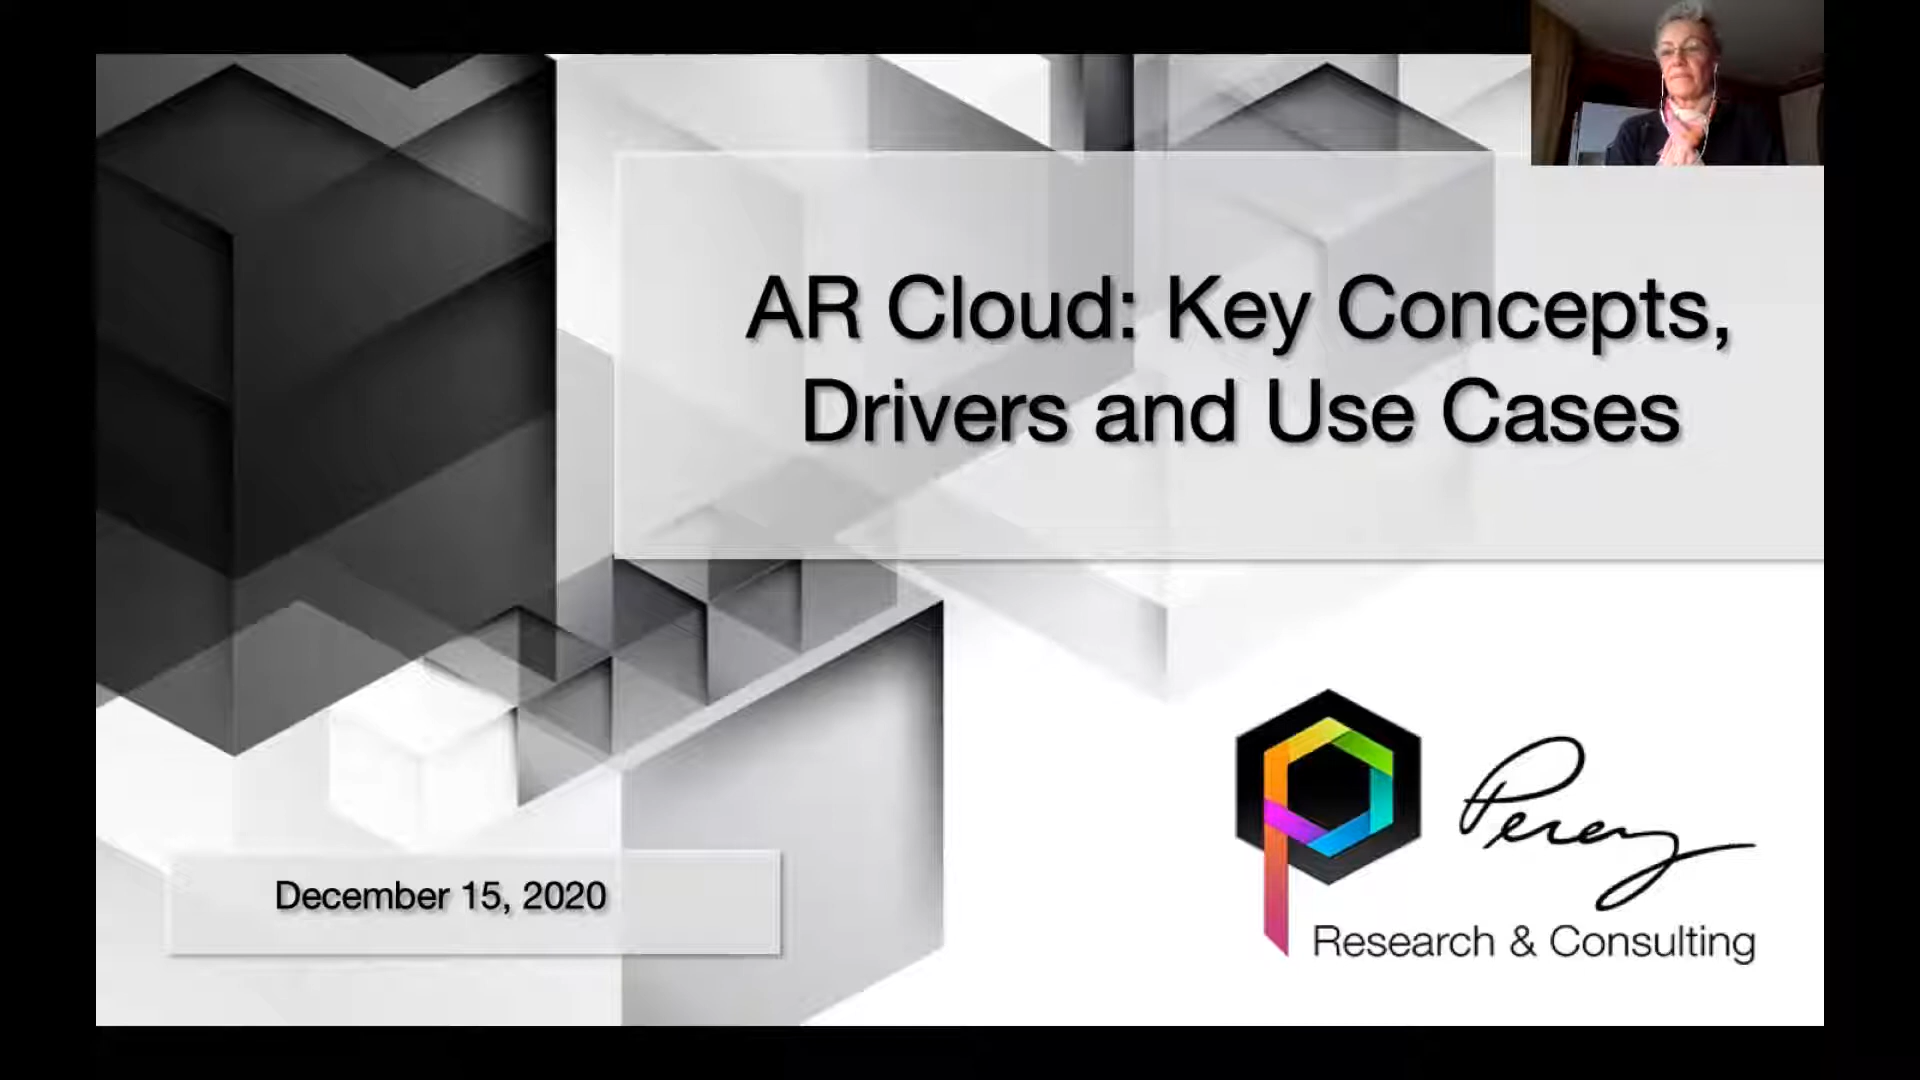 AR Cloud: Key Concepts,
Drivers and Use Cases
December 15, 2020
Perey
Research & Consulting